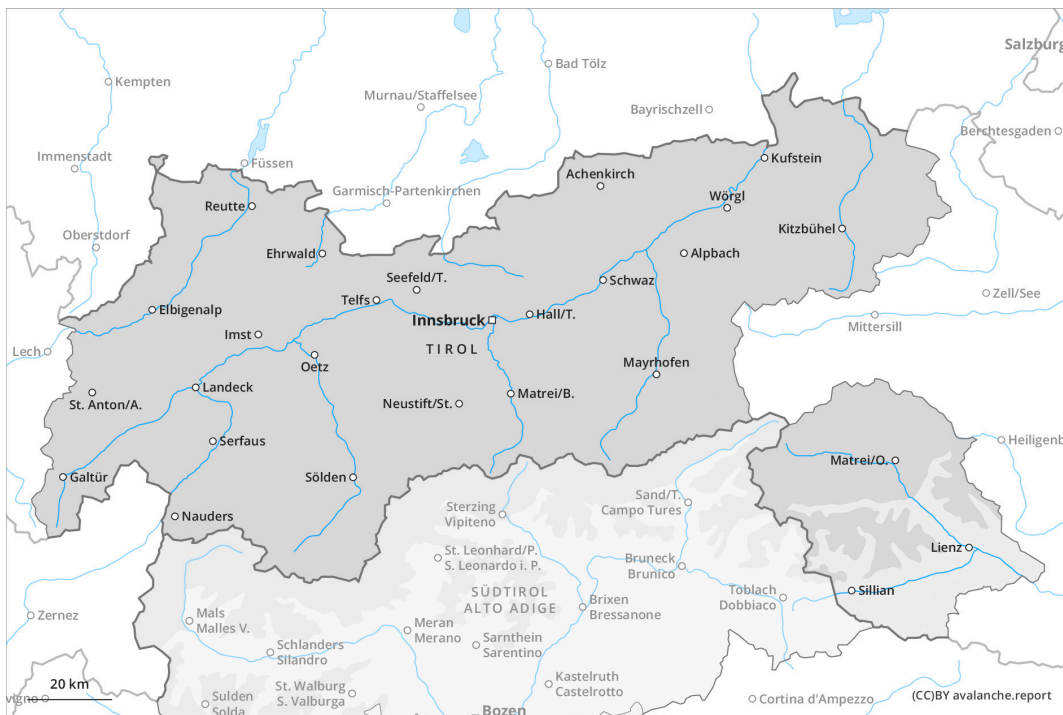 Salzburg
Kempten
Bad Tölz
Murnau/Staffelsee
Bayrischzell
Berchtesgaden
Immenstadt
Füssen
Kufstein
Garmisch-Partenkirchen
Achenkirch
Reutte
Wörgl
Oberstdorf
Kitzbühel
Ehrwald
Alpbach
Seefeld/T.
Schwaz
Zell/See
Telfs
Elbigenalp
Innsbruck
Hall/T.
Mittersill
Imst
TIROL
Lech
Oetz
Mayrhofen
Landeck
St. Anton/A.
Neustift/St.
Matrei/B.
Serfaus
Heiligenb
Matrei/O.
Galtür
Sölden
Sand/T.
Campo Tures
Sterzing
Vipiteno
Nauders
Lienz
St. Leonhard/P.
S. Leonardo i. P.
Bruneck
Brunico
SÜDTIROL
ALTO ADIGE
Sillian
Toblach
Dobbiaco
Brixen
Bressanone
Zernez
Mals
Malles V.
Meran
Merano
Sarnthein
Sarentino
Schlanders
Silandro
Kastelruth
Castelrotto
20 km
St. Walburg
S. Valburga
vigno
Sulden
Solda
Cortina d'Ampezzo
(CC)BY avalanche.report
Bozen